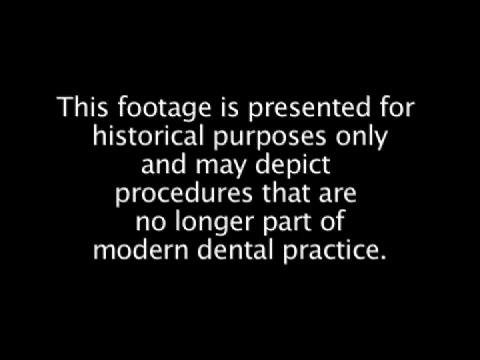 This footage is presented for
historical purposes only
and may depict
procedures that are
no longer part of
modern dental practice.